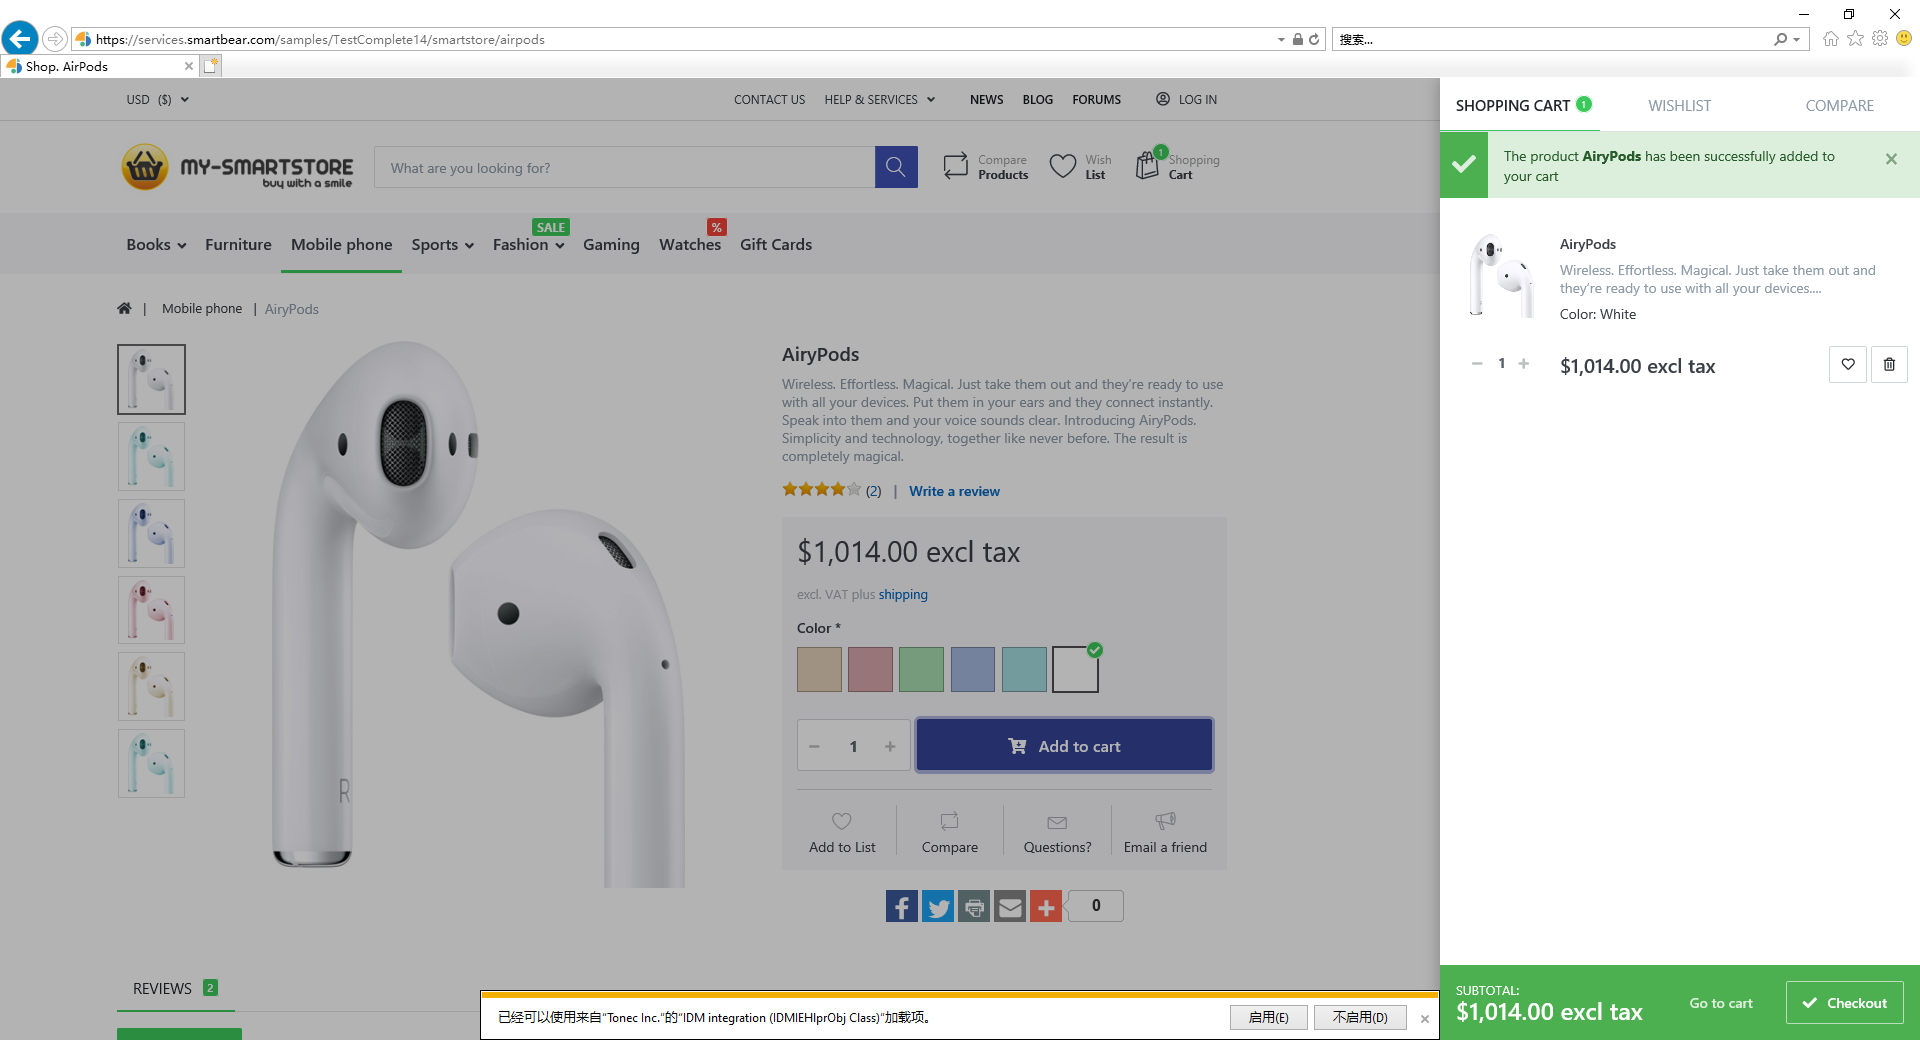 https://services.smartbear.com/samples/TestComplete14/smartstore/airpods
搜索...
Shop. AirPods
USD ($)
CONTACT US
HELP & SERVICES
NEWS
BLOG
FORUMS
LOG IN
MY-SMARTSTORE
buy with a smile
What are you looking for?
Compare
Products
Wish
List
1
Shopping
Cart
SALE
%
Books
Furniture
Mobile phone
Sports
Fashion
Gaming
Watches
Gift Cards
| Mobile phone | AiryPods
R
AiryPods
Wireless. Effortless. Magical. Just take them out and they’re ready to use
with all your devices. Put them in your ears and they connect instantly.
Speak into them and your voice sounds clear. Introducing AiryPods.
Simplicity and technology, together like never before. The result is
completely magical.
(2) | Write a review
$1,014.00 excl tax
excl. VAT plus shipping
Color *
1
Add to cart
Add to List
Compare
Questions?
Email a friend
0
REVIEWS 2
已经可以使用来自“Tonec Inc.”的“IDM integration (IDMIEHlprObj Class)”加载项。
启用(E)
不启用(D)
SHOPPING CART 1
WISHLIST
COMPARE
The product AiryPods has been successfully added to
your cart
AiryPods
Wireless. Effortless. Magical. Just take them out and
they’re ready to use with all your devices....
Color: White
1
$1,014.00 excl tax
SUBTOTAL:
$1,014.00 excl tax
Go to cart
Checkout